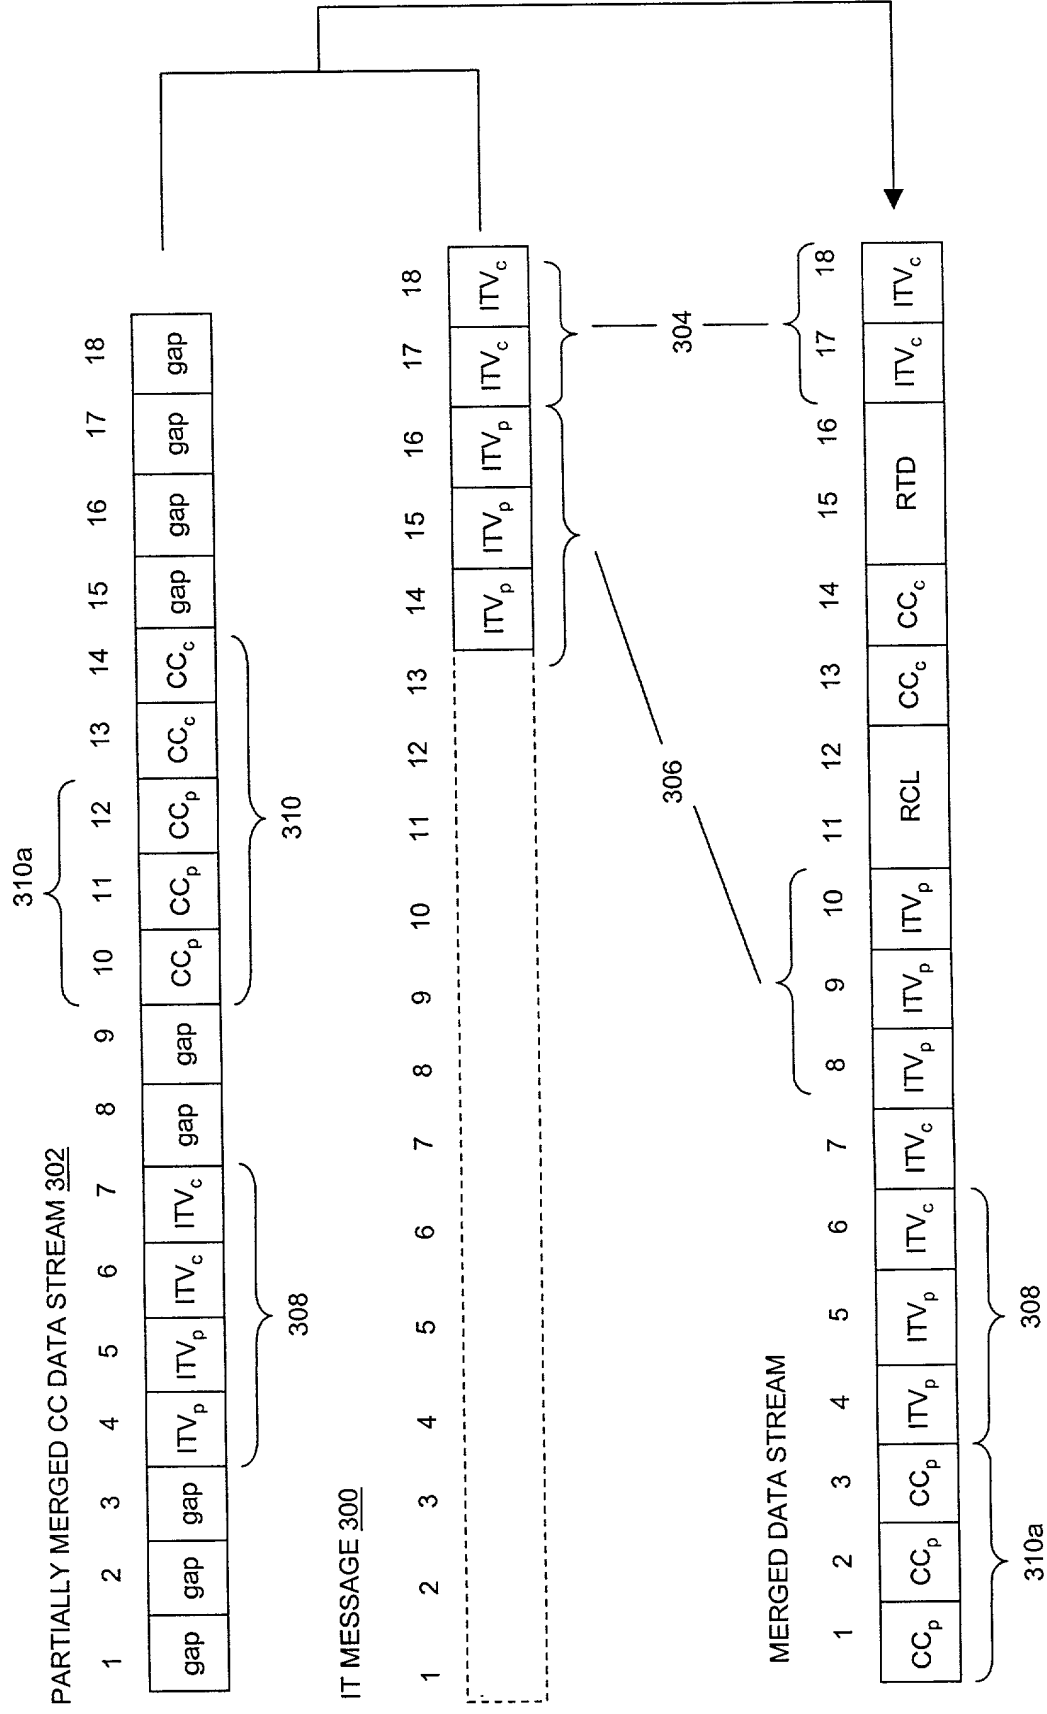 310a
PARTIALLY MERGED CC DATA STREAM 302
1 2 3 4 5 6 7 8 9 10 11 12 13 14 15 16 17 18
gap gap gap ITVp ITVp ITVc ITVc gap gap CCp CCp CCp CCc CCc gap gap gap gap
308 310
IT MESSAGE 300
1 2 3 4 5 6 7 8 9 10 11 12 13 14 15 16 17 18
ITVp ITVp ITVp ITVc ITVc
306 304
MERGED DATA STREAM
1 2 3 4 5 6 7 8 9 10 11 12 13 14 15 16 17 18
CCp CCp CCp ITVp ITVp ITVc ITVc ITVp ITVp ITVp RCL CCc CCc RTD ITVc ITVc
310a 308